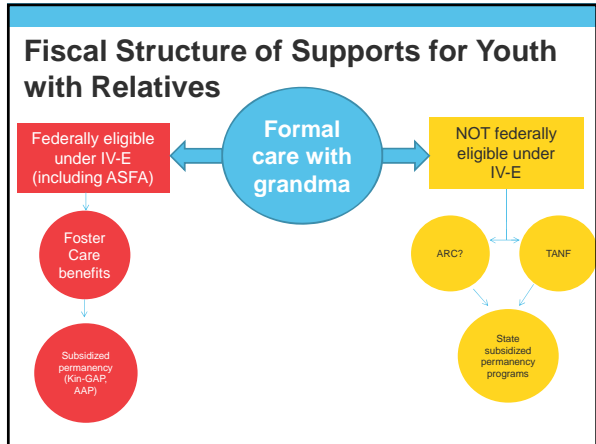 Fiscal Structure of Supports for Youth
with Relatives
Formal
care with
grandma
Federally eligible
under IV-E
(including ASFA)
Foster
Care
benefits
Subsidized
permanency
(Kin-GAP,
AAP)
NOT federally
eligible under
IV-E
ARC?
TANF
State
subsidized
permanency
programs